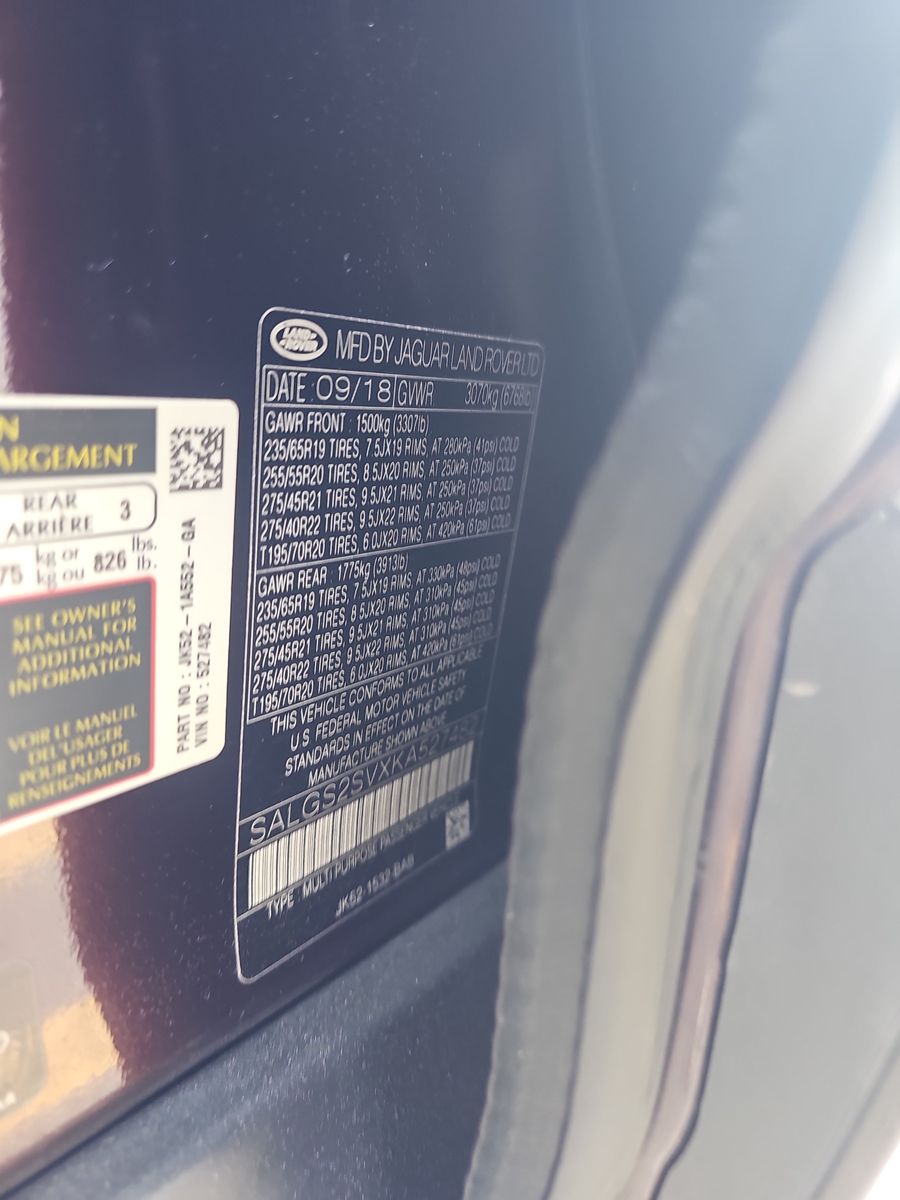 N
ARGEMENT
REAR
ARRIÈRE 3
75 kg or kg ou 826 lbs. lb.
SEE OWNER'S
MANUAL FOR
ADDITIONAL
INFORMATION
VOIR LE MANUEL
DEL'USAGER
POUR PLUS DE
RENSEIGNEMENTS
PART NO : JK52-1A552-GA
VIN NO : 527482
LAND ROVER
MFD BY JAGUAR LAND ROVER LTD
DATE : 09/18 GVWR 3070kg (6768lb)
GAWR FRONT : 1500kg (3307lb)
235/65R19 TIRES, 7.5JX19 RIMS, AT 280kPa (41psi) COLD
255/55R20 TIRES, 8.5JX20 RIMS, AT 250kPa (37psi) COLD
275/45R21 TIRES, 9.5JX21 RIMS, AT 250kPa (37psi) COLD
275/40R22 TIRES, 9.5JX22 RIMS, AT 250kPa (37psi) COLD
T195/70R20 TIRES, 6.0JX20 RIMS, AT 420kPa (61psi) COLD
GAWR REAR : 1775kg (3913lb)
235/65R19 TIRES, 7.5JX19 RIMS, AT 330kPa (48psi) COLD
255/55R20 TIRES, 8.5JX20 RIMS, AT 310kPa (45psi) COLD
275/45R21 TIRES, 9.5JX21 RIMS, AT 310kPa (45psi) COLD
275/40R22 TIRES, 9.5JX22 RIMS, AT 310kPa (45psi) COLD
T195/70R20 TIRES, 6.0JX20 RIMS, AT 420kPa (61psi) COLD
THIS VEHICLE CONFORMS TO ALL APPLICABLE
U.S. FEDERAL MOTOR VEHICLE SAFETY
STANDARDS IN EFFECT ON THE DATE OF
MANUFACTURE SHOWN ABOVE
SALGS2SVXKA527482
TYPE : MULTI PURPOSE PASSENGER VEHICLE
JK52-1532-BAB